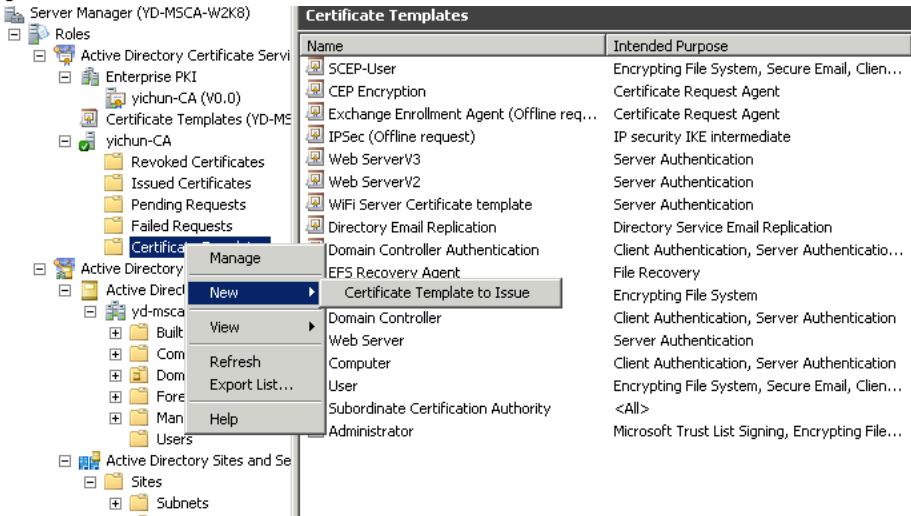 Server Manager (YD-MSCA-W2K8)
Roles
Active Directory Certificate Servi
Enterprise PKI
yichun-CA (V0.0)
Certificate Templates (YD-MS
yichun-CA
Revoked Certificates
Issued Certificates
Pending Requests
Failed Requests
Active Directory
Active Direct
yd-msca
Built
Com
Dom
Fore
Man
Users
Active Directory Sites and Se
Sites
Subnets
Manage
New
View
Refresh
Export List...
Help
Certificate Template to Issue
Certificate Templates
Name Intended Purpose
SCEP-User Encrypting File System, Secure Email, Clien...
CEP Encryption Certificate Request Agent
Exchange Enrollment Agent (Offline req... Certificate Request Agent
IPSec (Offline request) IP security IKE intermediate
Web ServerV3 Server Authentication
Web ServerV2 Server Authentication
WiFi Server Certificate template Server Authentication
Directory Email Replication Directory Service Email Replication
Domain Controller Authentication Client Authentication, Server Authenticatio...
EFS Recovery Agent File Recovery
Encrypting File System
Domain Controller Client Authentication, Server Authentication
Web Server Server Authentication
Computer Client Authentication, Server Authentication
User Encrypting File System, Secure Email, Clien...
Subordinate Certification Authority <All>
Administrator Microsoft Trust List Signing, Encrypting File...